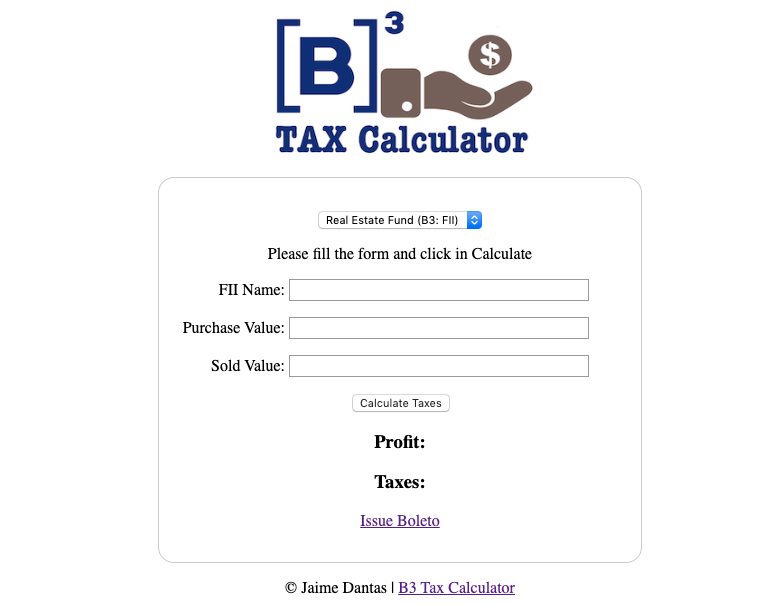 [B]³
$
TAX Calculator
Real Estate Fund (B3: FII)
Please fill the form and click in Calculate
FII Name:
Purchase Value:
Sold Value:
Calculate Taxes
Profit:
Taxes:
Issue Boleto
© Jaime Dantas | B3 Tax Calculator